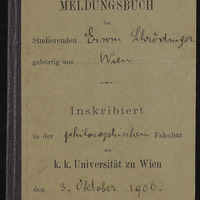 MELDUNGSBUCH
des
Studierenden Erwin Schrödinger
gebürtig aus Wien
Inskribiert
in der philosophischen Fakultät
der
k. k. Universität zu Wien
den 3. Oktober 1906.